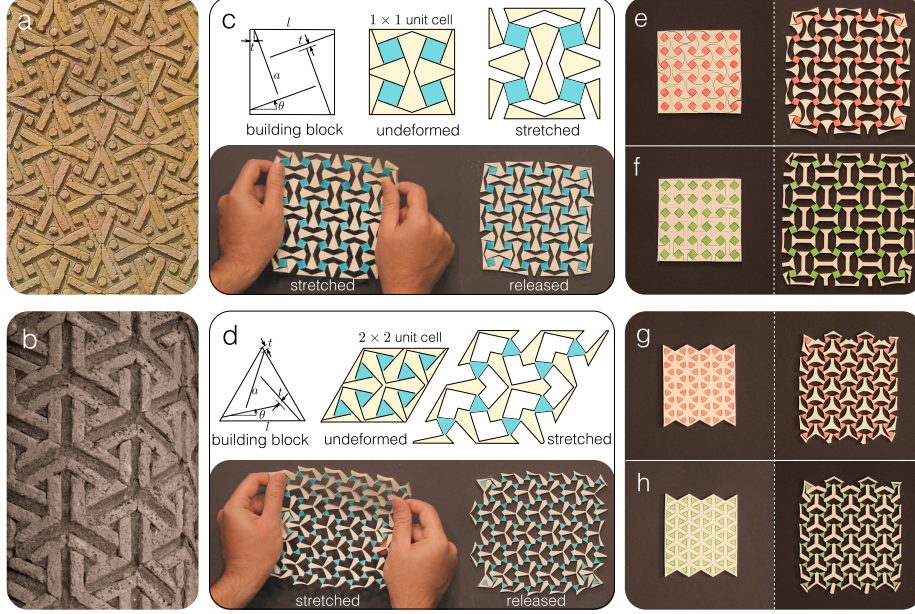 a
b
c
l
t
t
a
θ
building block
1 × 1 unit cell
undeformed
stretched
stretched
released
d
t
a
t
θ
l
building block
2 × 2 unit cell
undeformed
stretched
stretched
released
e
f
g
h